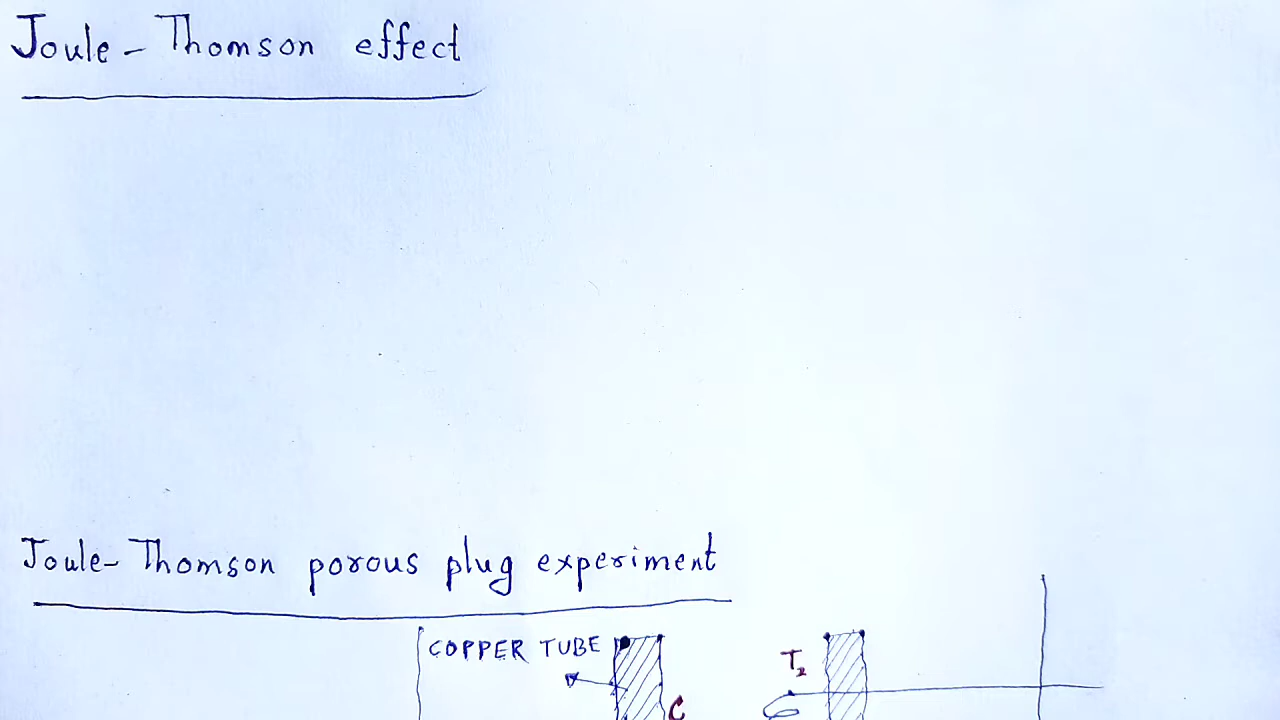 Joule-Thomson effect
Joule-Thomson porous plug experiment
COPPER TUBE
T₂
C